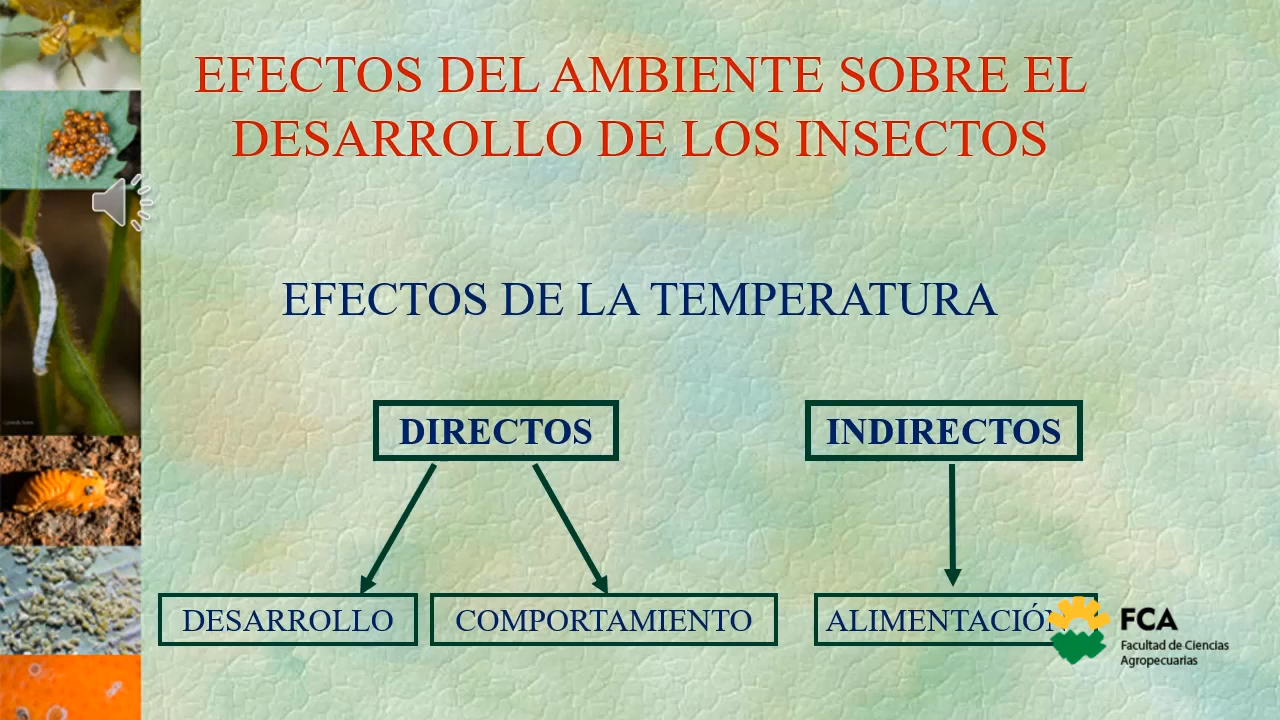 EFECTOS DEL AMBIENTE SOBRE EL
DESARROLLO DE LOS INSECTOS
EFECTOS DE LA TEMPERATURA
DIRECTOS
INDIRECTOS
DESARROLLO
COMPORTAMIENTO
ALIMENTACIÓN
FCA
Facultad de Ciencias
Agropecuarias